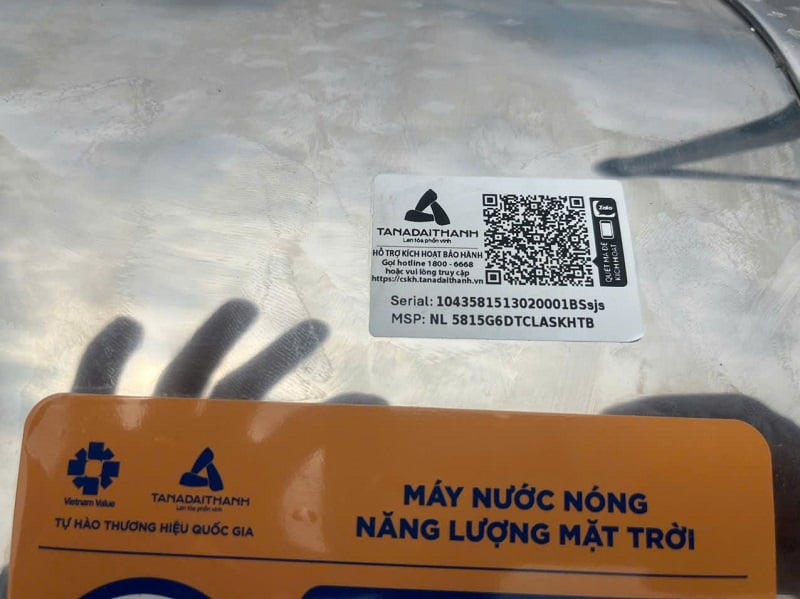 TANADAITHANH
Lan tỏa phồn vinh
HỖ TRỢ KÍCH HOẠT BẢO HÀNH
Gọi hotline 1800 - 6668
hoặc vui lòng truy cập
https://cskh.tanadaithanh.vn
Zalo
QUÉT MÃ ĐỂ
KÍCH HOẠT
Serial: 1043581513020001BSsjs
MSP: NL 5815G6DTCLASKHTB
Vietnam Value
TANADAITHANH
Lan tỏa phồn vinh
TỰ HÀO THƯƠNG HIỆU QUỐC GIA
MÁY NƯỚC NÓNG
NĂNG LƯỢNG MẶT TRỜI